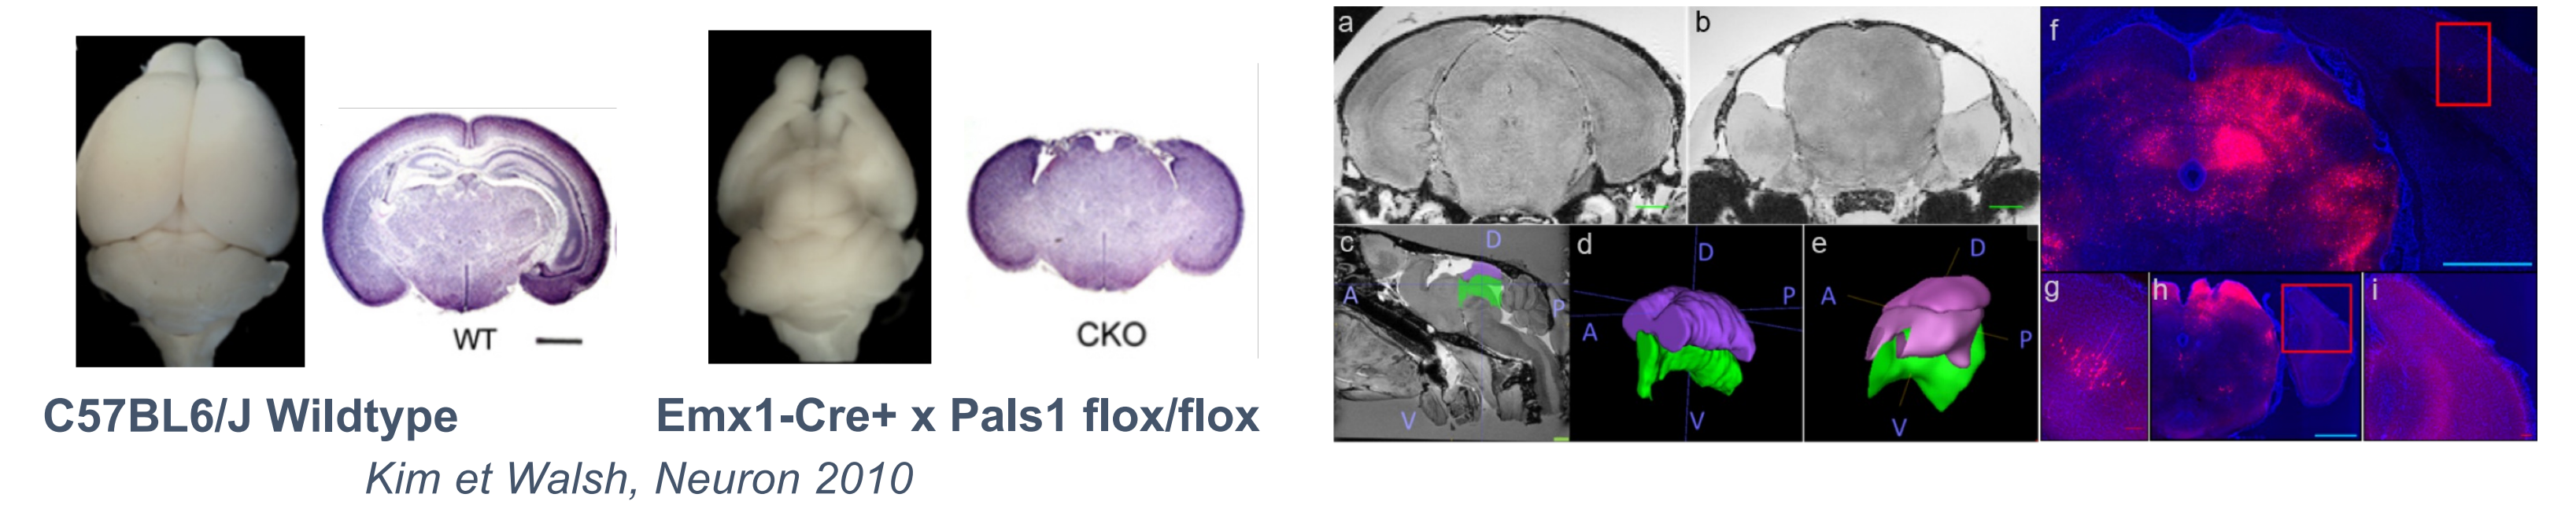 WT
CKO
C57BL6/J Wildtype
Emx1-Cre+ x Pals1 flox/flox
Kim et Walsh, Neuron 2010
a
b
c
D
A
P
V
d
D
P
A
V
e
D
A
P
V
f
g
h
i